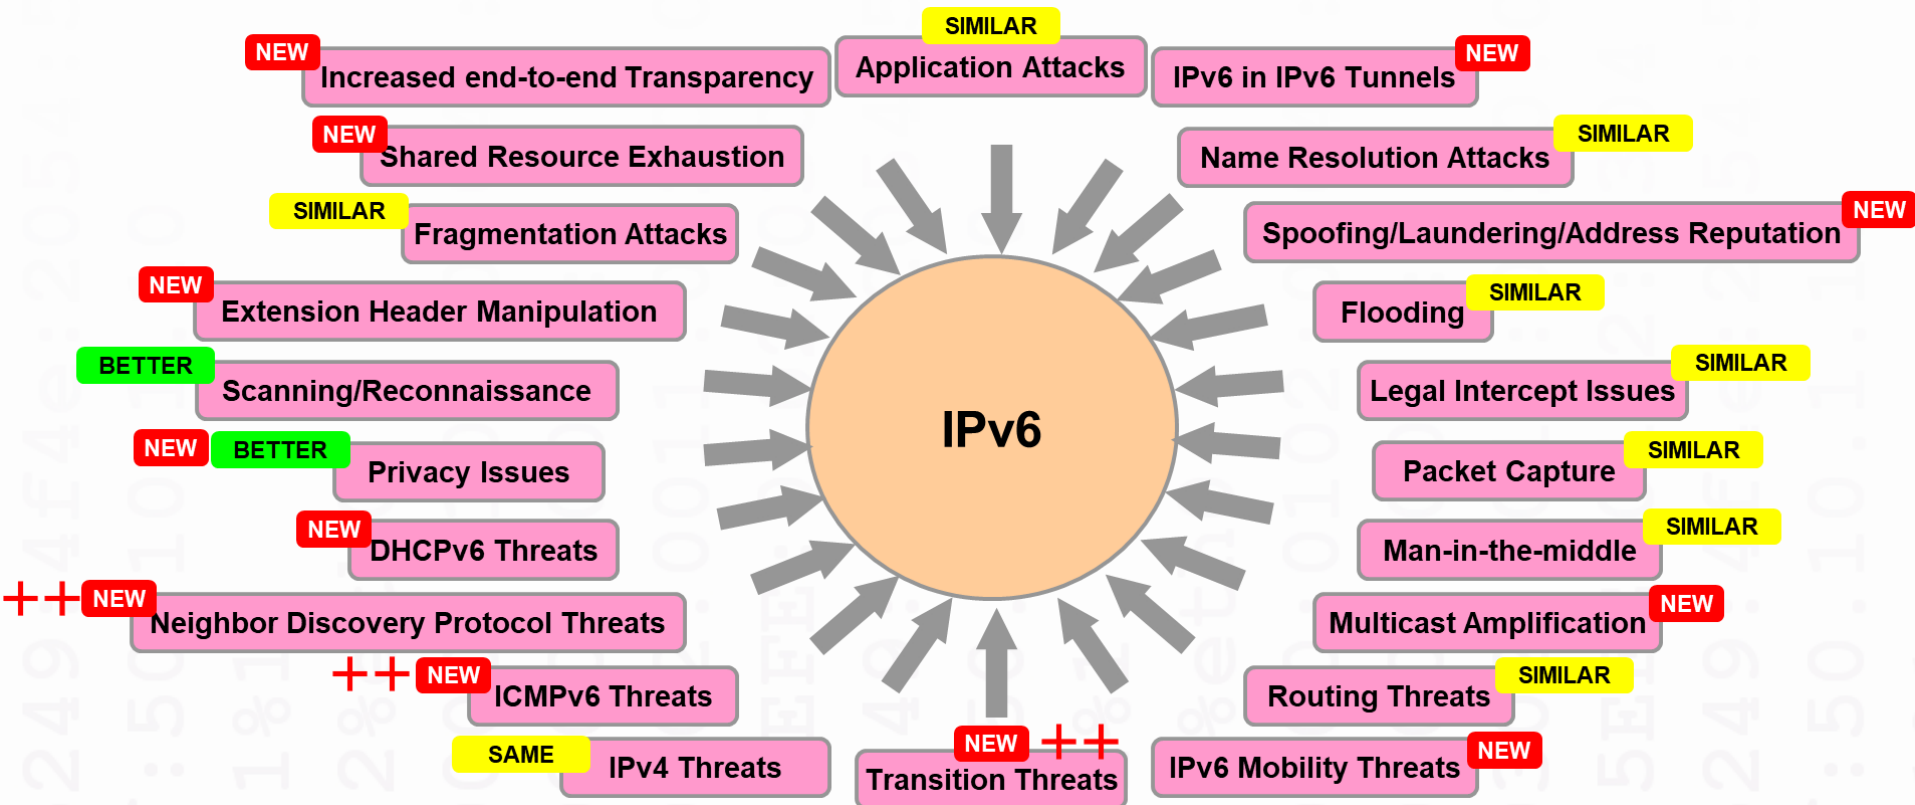 SIMILAR
NEW
Increased end-to-end Transparency
Application Attacks
IPv6 in IPv6 Tunnels
NEW
NEW
Shared Resource Exhaustion
Name Resolution Attacks
SIMILAR
SIMILAR
Fragmentation Attacks
Spoofing/Laundering/Address Reputation
NEW
NEW
Extension Header Manipulation
Flooding
SIMILAR
BETTER
Scanning/Reconnaissance
Legal Intercept Issues
SIMILAR
IPv6
NEW
BETTER
Privacy Issues
Packet Capture
SIMILAR
NEW
DHCPv6 Threats
Man-in-the-middle
SIMILAR
++ NEW
Neighbor Discovery Protocol Threats
Multicast Amplification
NEW
++ NEW
ICMPv6 Threats
Routing Threats
SIMILAR
SAME
IPv4 Threats
NEW ++
Transition Threats
IPv6 Mobility Threats
NEW